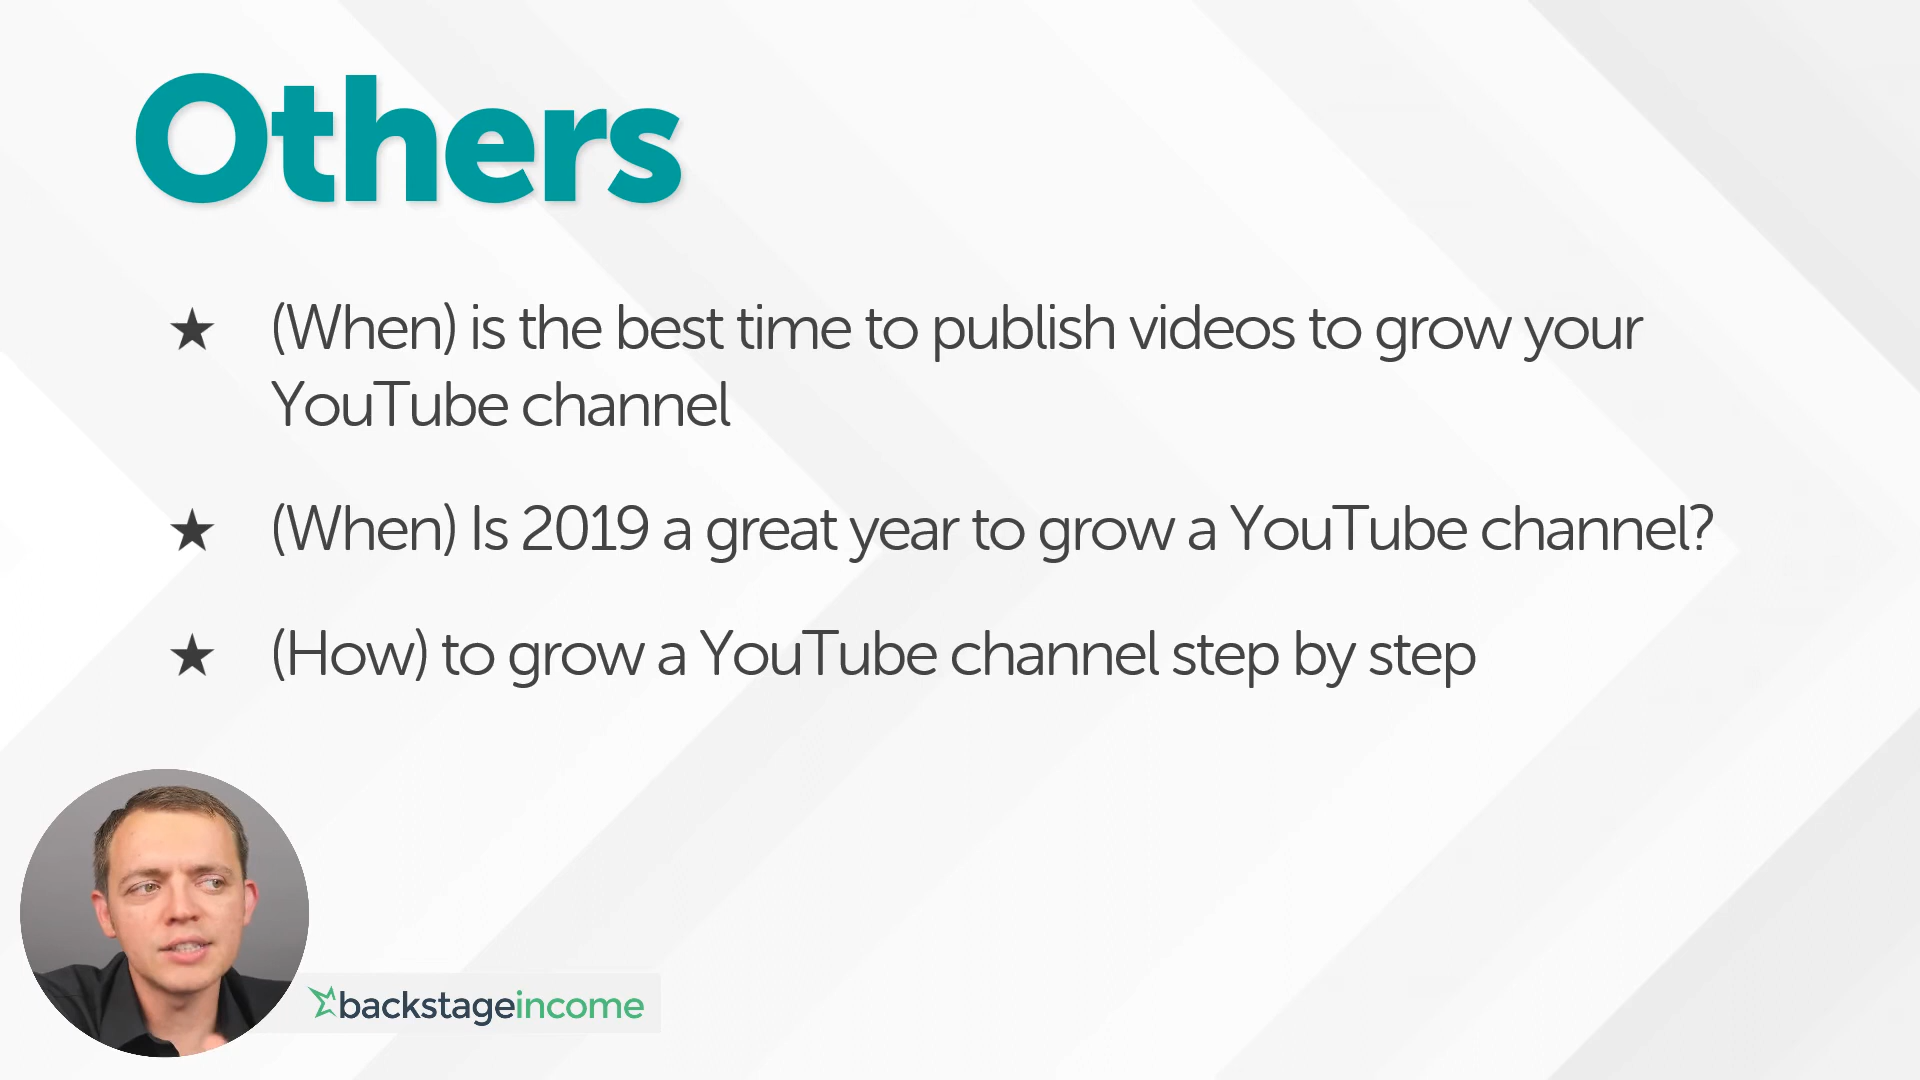 Others
★ (When) is the best time to publish videos to grow your
YouTube channel
★ (When) Is 2019 a great year to grow a YouTube channel?
★ (How) to grow a YouTube channel step by step
backstageincome